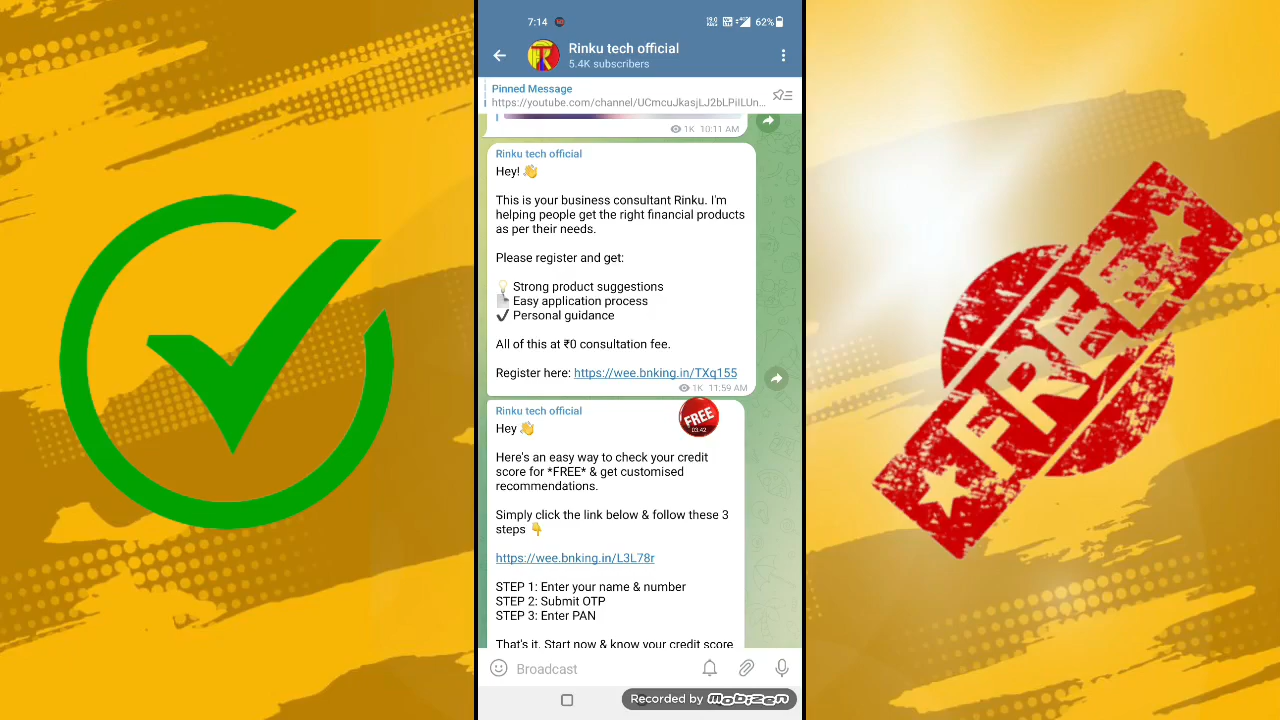 7:14
62%
Rinku tech official
5.4K subscribers
Pinned Message
https://youtube.com/channel/UCmcuJkasjLJ2bLPiILUn...
1K 10:11 AM
Rinku tech official
Hey! 👋
This is your business consultant Rinku. I'm
helping people get the right financial products
as per their needs.
Please register and get:
💡 Strong product suggestions
Easy application process
✔ Personal guidance
All of this at ₹0 consultation fee.
Register here: https://wee.bnking.in/TXq155
1K 11:59 AM
Rinku tech official
FREE
03:42
Hey 👋
Here's an easy way to check your credit
score for *FREE* & get customised
recommendations.
Simply click the link below & follow these 3
steps 👇
https://wee.bnking.in/L3L78r
STEP 1: Enter your name & number
STEP 2: Submit OTP
STEP 3: Enter PAN
That's it. Start now & know your credit score
Broadcast
Recorded by MOBIZEN
FREE